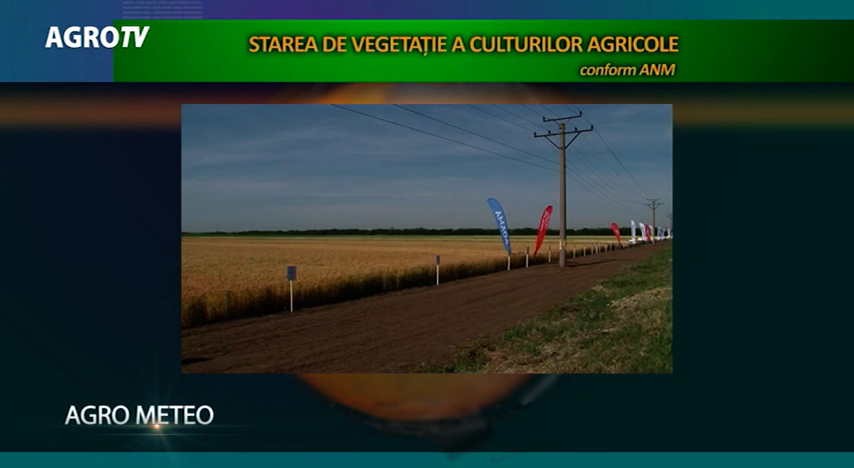 AGROTV
STAREA DE VEGETAȚIE A CULTURILOR AGRICOLE
conform ANM
AGRO METEO